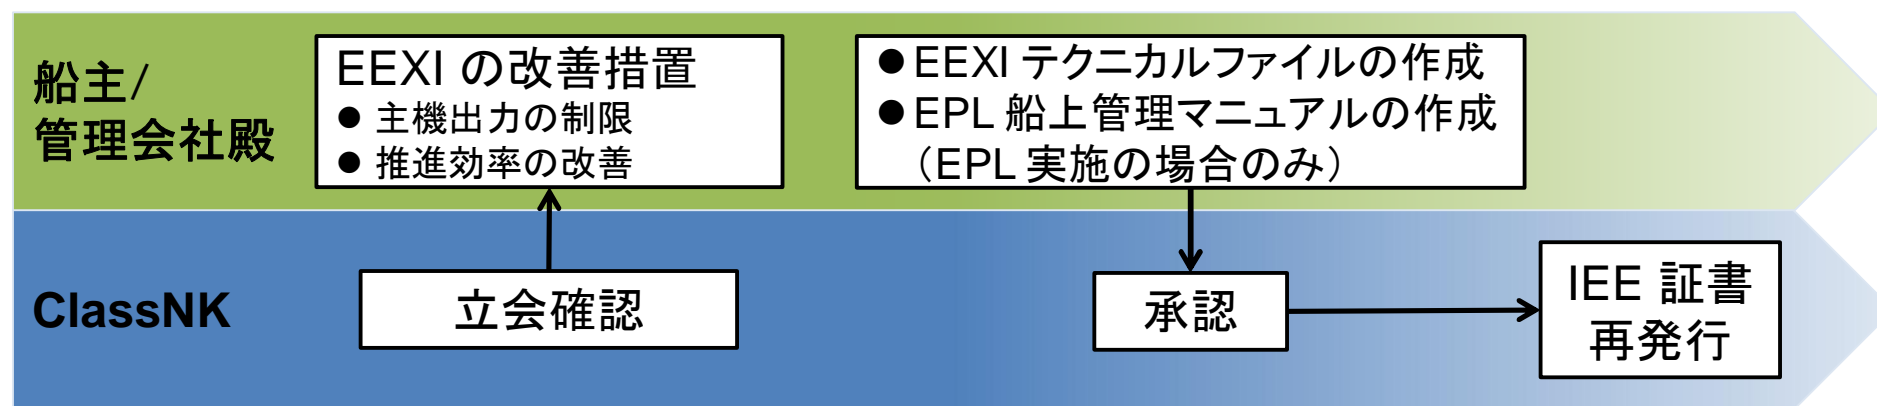 船主/
管理会社殿
EEXI の改善措置
● 主機出力の制限
● 推進効率の改善
●EEXI テクニカルファイルの作成
●EPL 船上管理マニュアルの作成
（EPL 実施の場合のみ）
ClassNK
立会確認
承認
IEE 証書
再発行